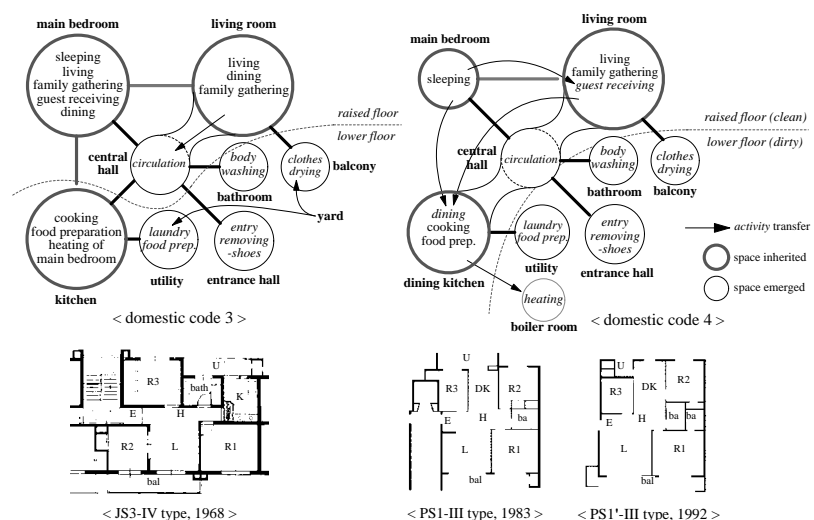 main bedroom
sleeping
living
family gathering
guest receiving
dining
living room
living
dining
family gathering
raised floor
lower floor
central
hall
circulation
body
washing
bathroom
clothes
drying
balcony
yard
cooking
food preparation
heating of
main bedroom
kitchen
laundry
food prep.
utility
entry
removing
-shoes
entrance hall
< domestic code 3 >
main bedroom
sleeping
living room
living
family gathering
guest receiving
raised floor (clean)
lower floor (dirty)
central
hall
circulation
body
washing
bathroom
clothes
drying
balcony
dining
cooking
food prep.
dining kitchen
laundry
food prep.
utility
entry
removing
-shoes
entrance hall
heating
boiler room
activity transfer
space inherited
space emerged
< domestic code 4 >
U
R3
bath
K
E
H
R2
L
R1
bal
< JS3-IV type, 1968 >
U
R3
DK
R2
E
H
ba
L
R1
bal
< PS1-III type, 1983 >
U
R3
DK
R2
E
H
ba
ba
L
R1
bal
< PS1'-III type, 1992 >